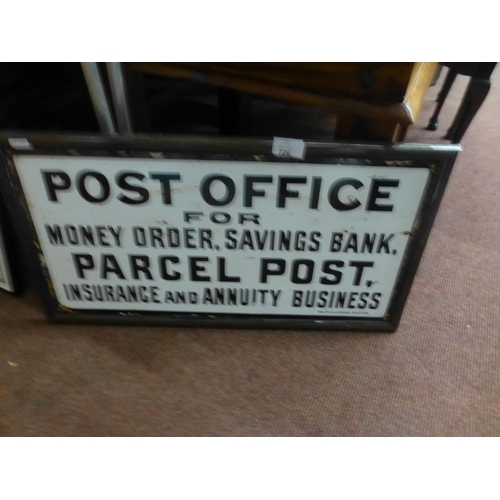 POST OFFICE
FOR
MONEY ORDER, SAVINGS BANK,
PARCEL POST,
INSURANCE AND ANNUITY BUSINESS